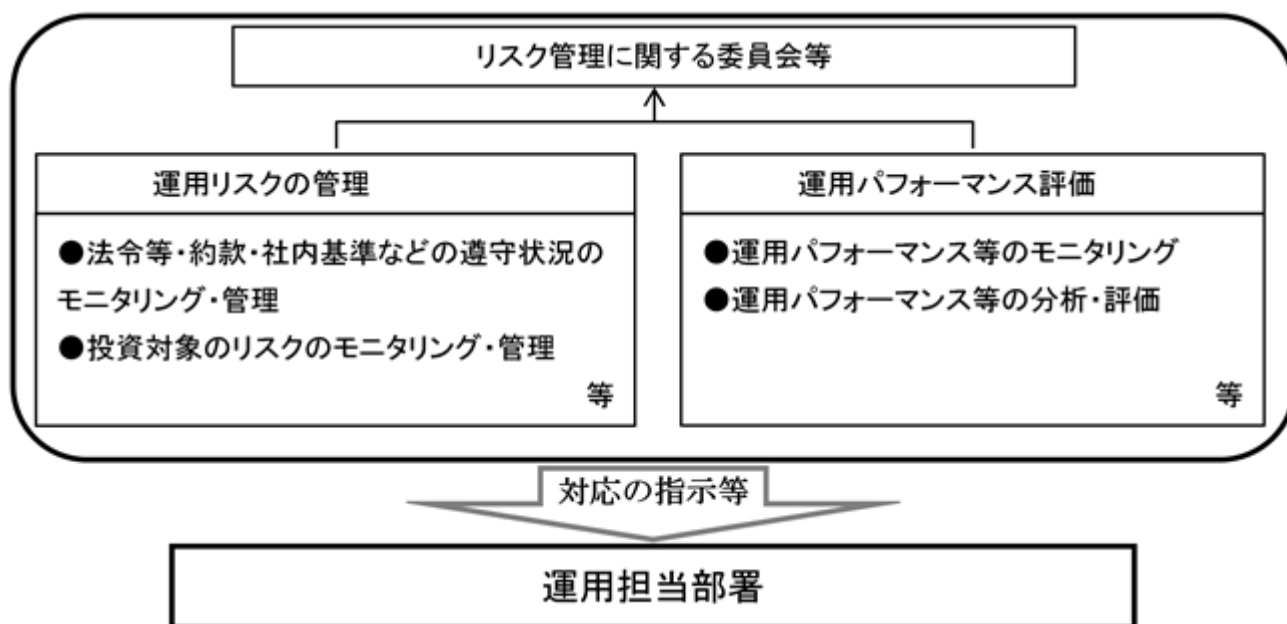 リスク管理に関する委員会等
運用リスクの管理
●法令等・約款・社内基準などの遵守状況の
モニタリング・管理
●投資対象のリスクのモニタリング・管理
等
運用パフォーマンス評価
●運用パフォーマンス等のモニタリング
●運用パフォーマンス等の分析・評価
等
対応の指示等
運用担当部署